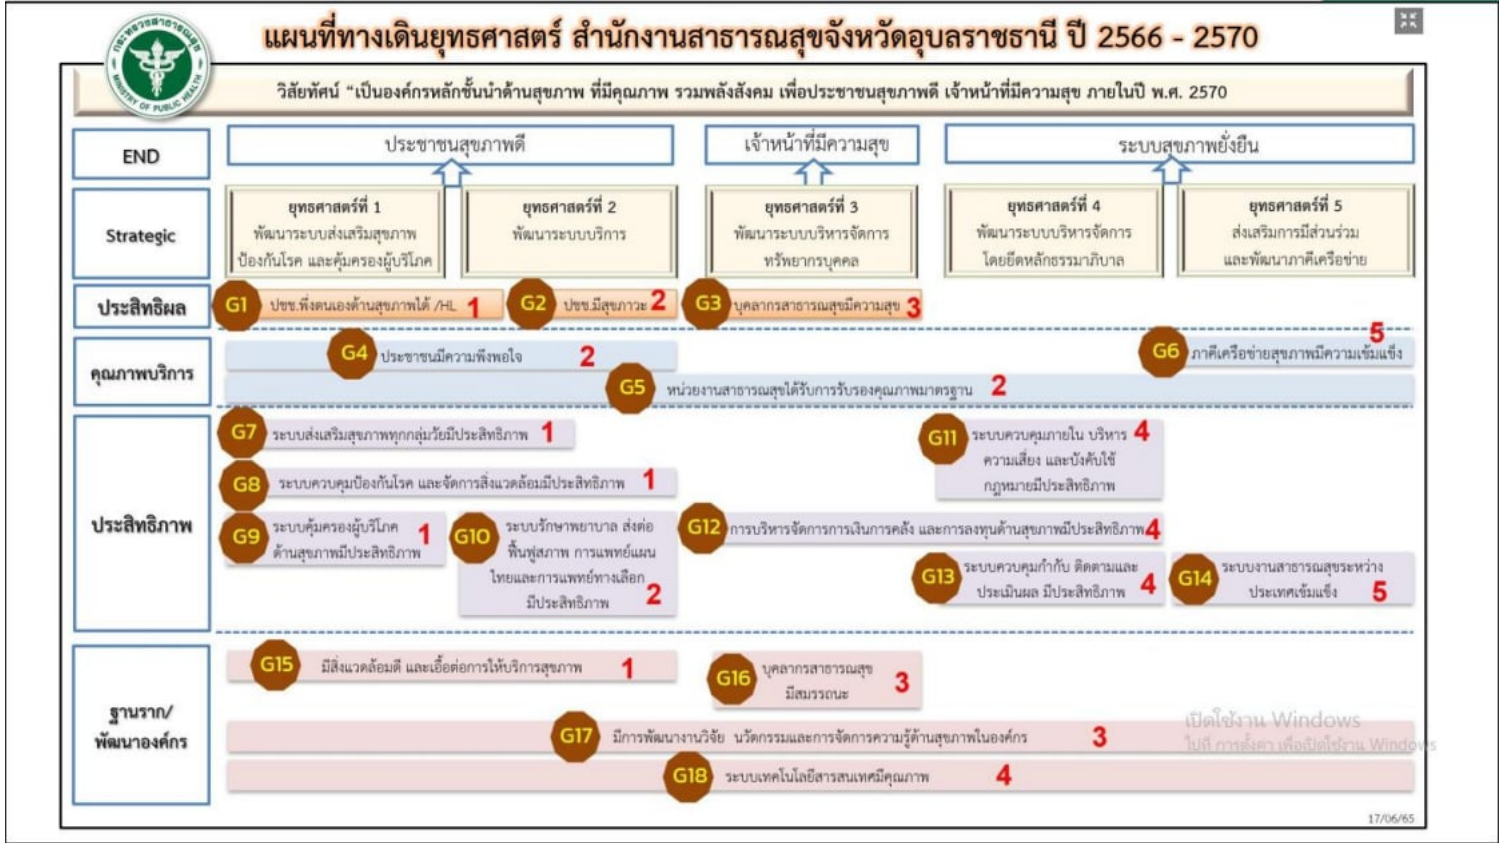 แผนที่ทางเดินยุทธศาสตร์ สำนักงานสาธารณสุขจังหวัดอุบลราชธานี ปี 2566 - 2570
กระทรวงสาธารณสุข
MINISTRY OF PUBLIC HEALTH
วิสัยทัศน์ “เป็นองค์กรหลักชั้นนำด้านสุขภาพ ที่มีคุณภาพ รวมพลังสังคม เพื่อประชาชนสุขภาพดี เจ้าหน้าที่มีความสุข ภายในปี พ.ศ. 2570
END
ประชาชนสุขภาพดี
เจ้าหน้าที่มีความสุข
ระบบสุขภาพยั่งยืน
Strategic
ยุทธศาสตร์ที่ 1
พัฒนาระบบส่งเสริมสุขภาพ
ป้องกันโรค และคุ้มครองผู้บริโภค
ยุทธศาสตร์ที่ 2
พัฒนาระบบบริการ
ยุทธศาสตร์ที่ 3
พัฒนาระบบบริหารจัดการ
ทรัพยากรบุคคล
ยุทธศาสตร์ที่ 4
พัฒนาระบบบริหารจัดการ
โดยยึดหลักธรรมาภิบาล
ยุทธศาสตร์ที่ 5
ส่งเสริมการมีส่วนร่วม
และพัฒนาภาคีเครือข่าย
ประสิทธิผล
G1 ปชช.พึ่งตนเองด้านสุขภาพได้ /HL 1
G2 ปชช.มีสุขภาวะ 2
G3 บุคลากรสาธารณสุขมีความสุข 3
คุณภาพบริการ
G4 ประชาชนมีความพึงพอใจ 2
G6 ภาคีเครือข่ายสุขภาพมีความเข้มแข็ง 5
G5 หน่วยงานสาธารณสุขได้รับการรับรองคุณภาพมาตรฐาน 2
ประสิทธิภาพ
G7 ระบบส่งเสริมสุขภาพทุกกลุ่มวัยมีประสิทธิภาพ 1
G8 ระบบควบคุมป้องกันโรค และจัดการสิ่งแวดล้อมมีประสิทธิภาพ 1
G9 ระบบคุ้มครองผู้บริโภค
ด้านสุขภาพมีประสิทธิภาพ 1
G10 ระบบรักษาพยาบาล ส่งต่อ
ฟื้นฟูสภาพ การแพทย์แผน
ไทยและการแพทย์ทางเลือก
มีประสิทธิภาพ 2
G11 ระบบควบคุมภายใน บริหาร 4
ความเสี่ยง และบังคับใช้
กฎหมายมีประสิทธิภาพ
G12 การบริหารจัดการการเงินการคลัง และการลงทุนด้านสุขภาพมีประสิทธิภาพ 4
G13 ระบบควบคุมกำกับ ติดตามและ
ประเมินผล มีประสิทธิภาพ 4
G14 ระบบงานสาธารณสุขระหว่าง
ประเทศเข้มแข็ง 5
ฐานราก/
พัฒนาองค์กร
G15 มีสิ่งแวดล้อมดี และเอื้อต่อการให้บริการสุขภาพ 1
G16 บุคลากรสาธารณสุข
มีสมรรถนะ 3
G17 มีการพัฒนางานวิจัย นวัตกรรมและการจัดการความรู้ด้านสุขภาพในองค์กร 3
G18 ระบบเทคโนโลยีสารสนเทศมีคุณภาพ 4
เปิดใช้งาน Windows
ไปที่ การตั้งค่า เพื่อเปิดใช้งาน Windows
17/06/65